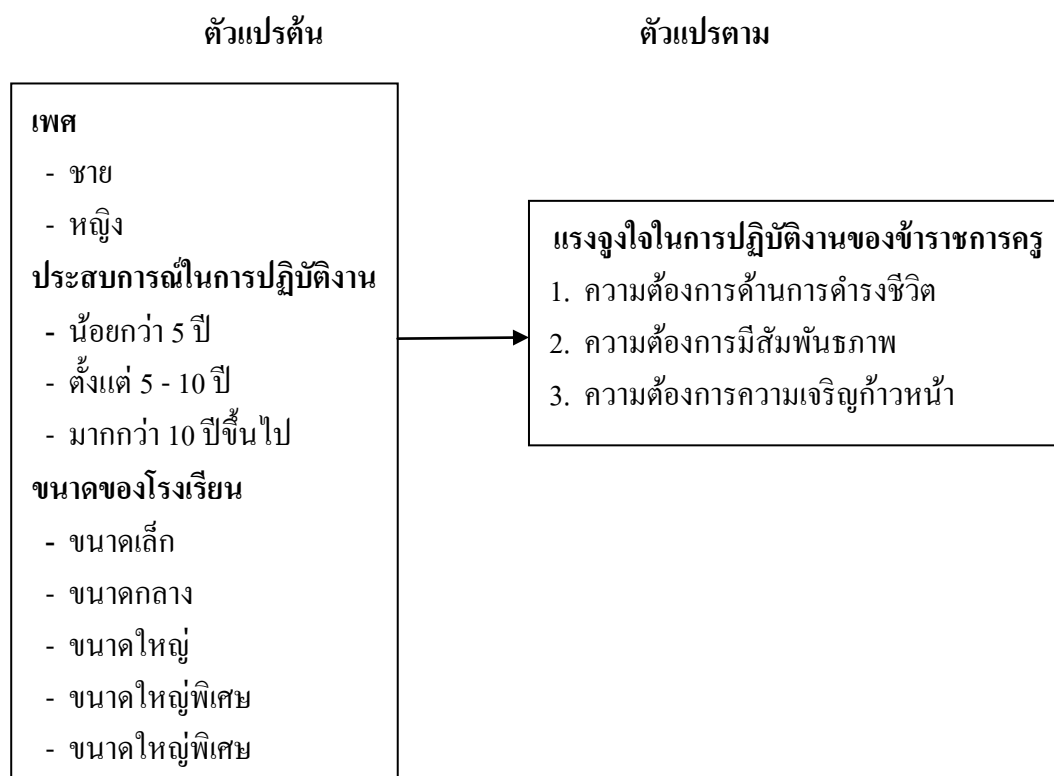 ตัวแปรต้น
ตัวแปรตาม
เพศ
- ชาย
- หญิง
ประสบการณ์ในการปฏิบัติงาน
- น้อยกว่า 5 ปี
- ตั้งแต่ 5 - 10 ปี
- มากกว่า 10 ปีขึ้นไป
ขนาดของโรงเรียน
- ขนาดเล็ก
- ขนาดกลาง
- ขนาดใหญ่
- ขนาดใหญ่พิเศษ
- ขนาดใหญ่พิเศษ
แรงจูงใจในการปฏิบัติงานของข้าราชการครู
1. ความต้องการด้านการดำรงชีวิต
2. ความต้องการมีสัมพันธภาพ
3. ความต้องการความเจริญก้าวหน้า